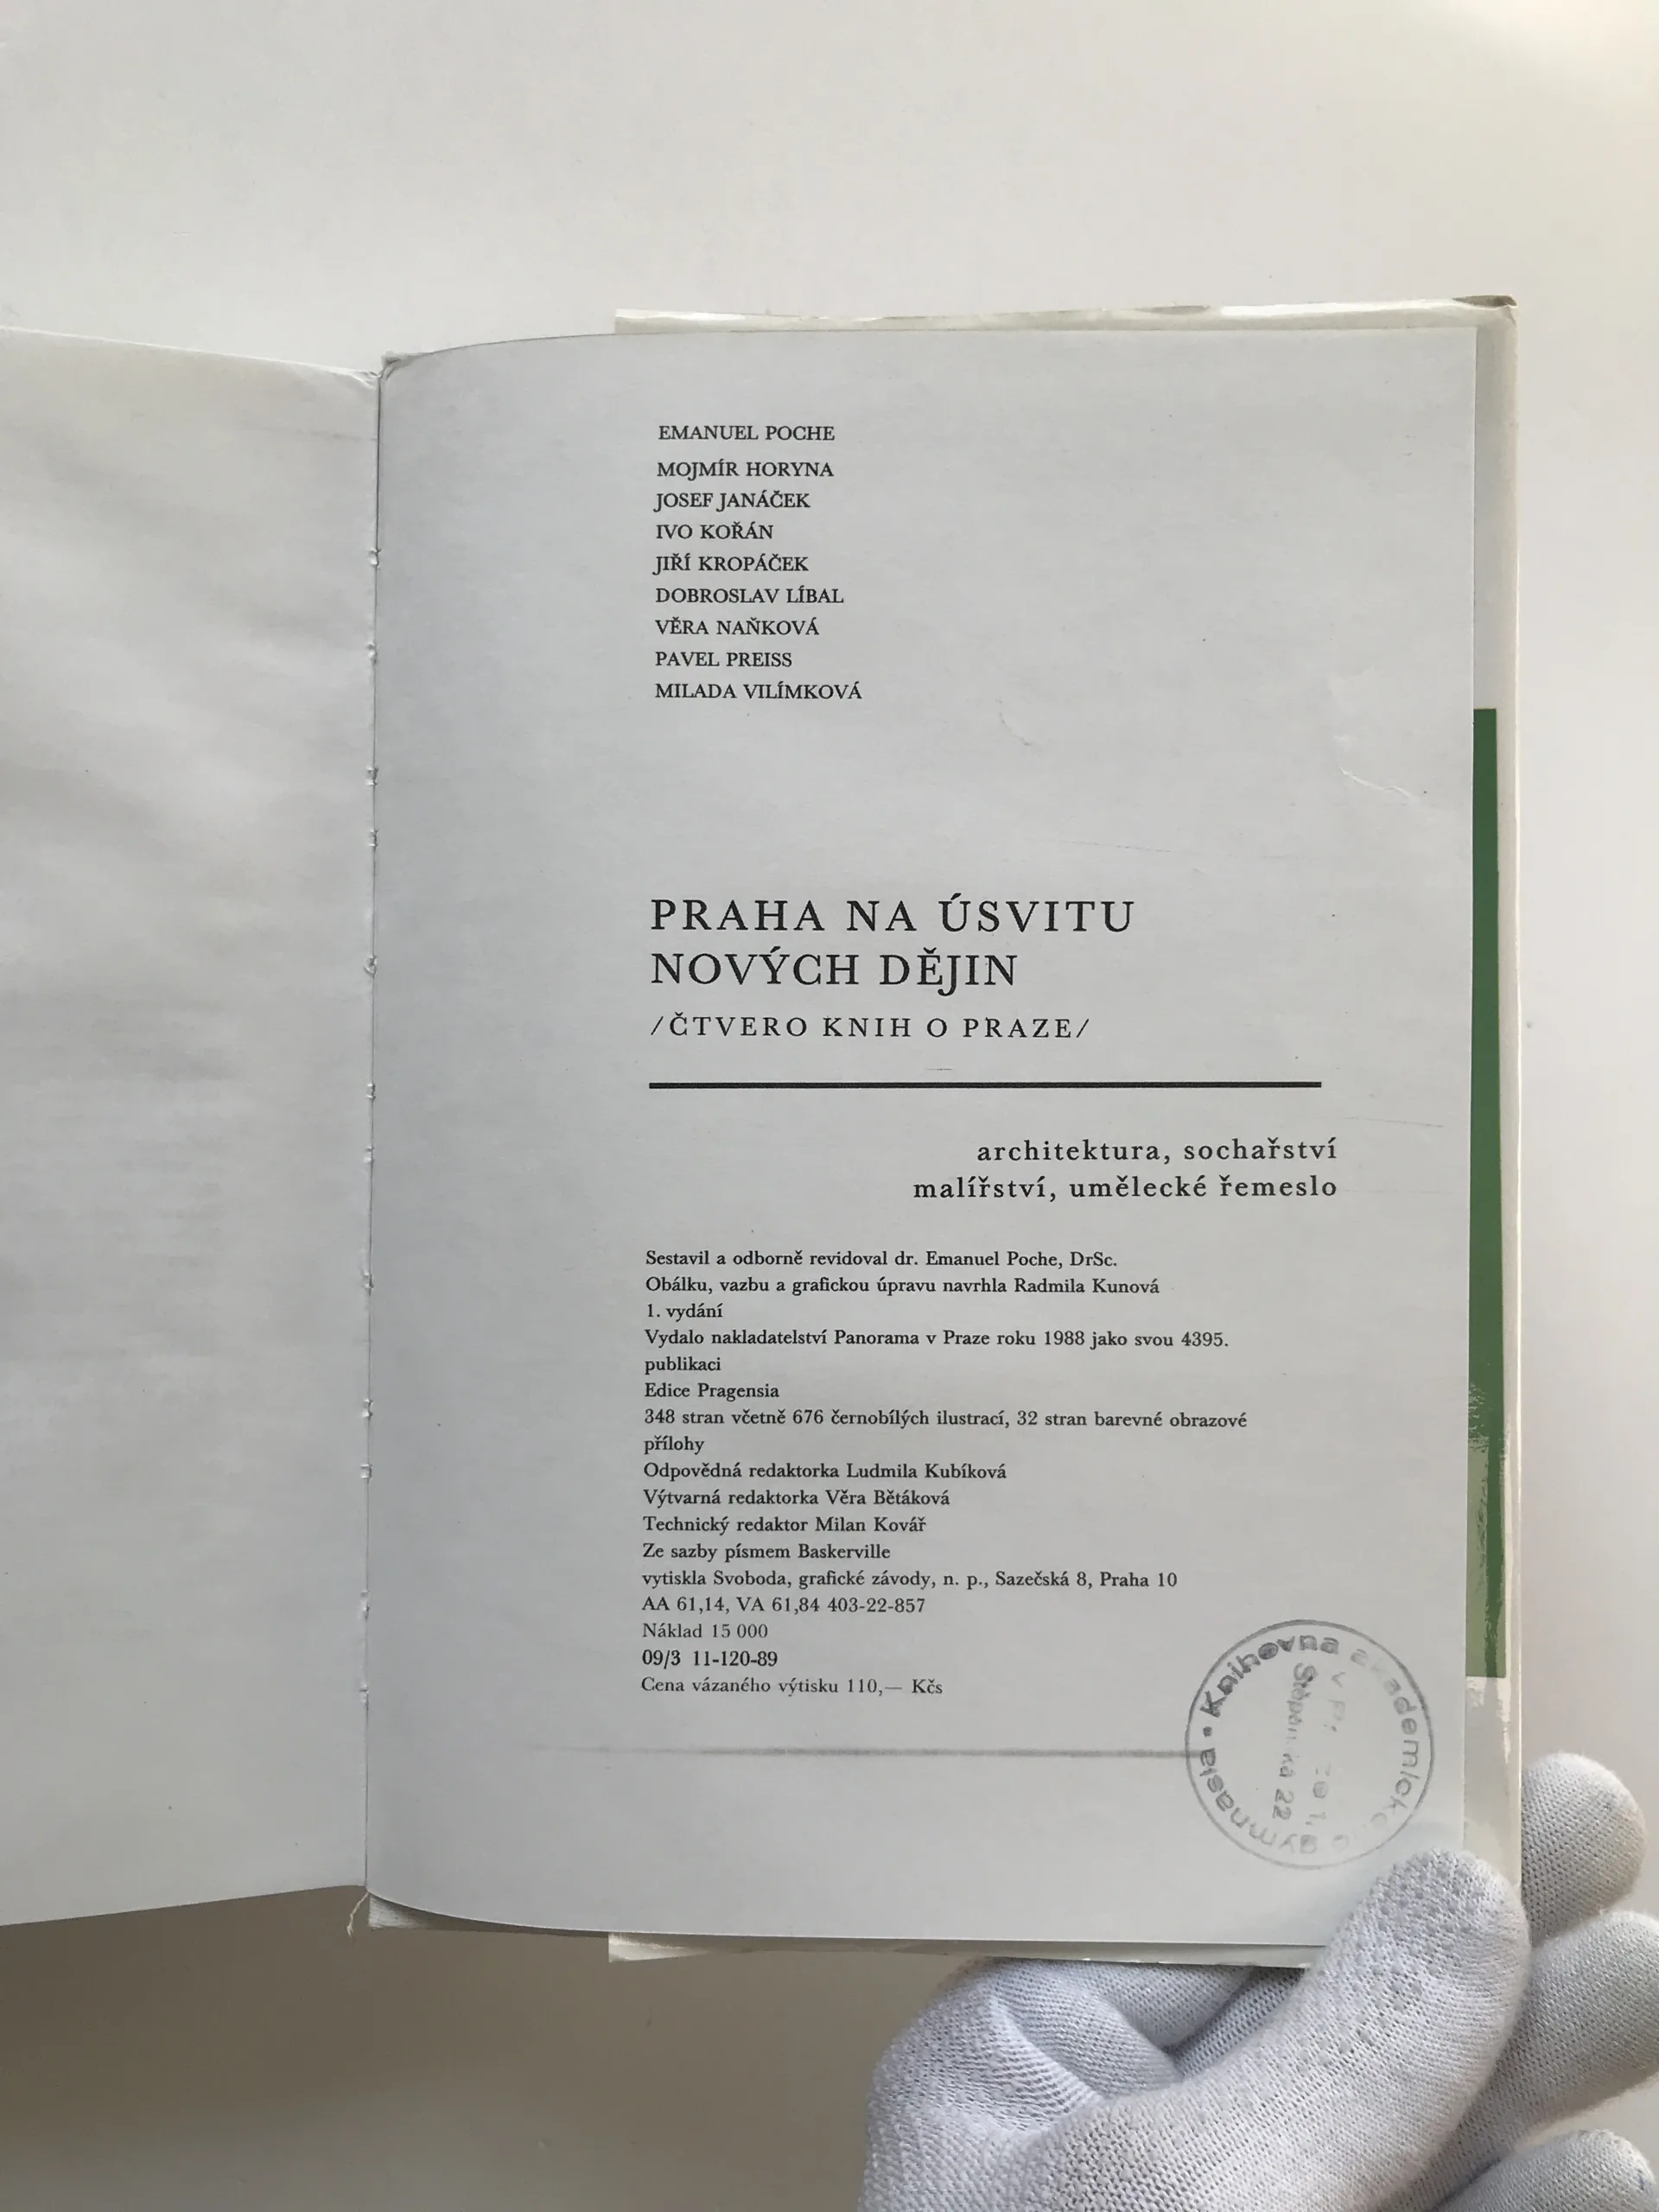 EMANUEL POCHE
MOJMÍR HORYNA
JOSEF JANÁČEK
IVO KOŘÁN
JIŘÍ KROPÁČEK
DOBROSLAV LÍBAL
VĚRA NAŇKOVÁ
PAVEL PREISS
MILADA VILÍMKOVÁ
PRAHA NA ÚSVITU
NOVÝCH DĚJIN
/ČTVERO KNIH O PRAZE/
architektura, sochařství
malířství, umělecké řemeslo
Sestavil a odborně revidoval dr. Emanuel Poche, DrSc.
Obálku, vazbu a grafickou úpravu navrhla Radmila Kunová
1. vydání
Vydalo nakladatelství Panorama v Praze roku 1988 jako svou 4395.
publikaci
Edice Pragensia
348 stran včetně 676 černobílých ilustrací, 32 stran barevné obrazové
přílohy
Odpovědná redaktorka Ludmila Kubíková
Výtvarná redaktorka Věra Bětáková
Technický redaktor Milan Kovář
Ze sazby písmem Baskerville
vytiskla Svoboda, grafické závody, n. p., Sazečská 8, Praha 10
AA 61,14, VA 61,84 403-22-857
Náklad 15 000
09/3 11-120-89
Cena vázaného výtisku 110,— Kčs
Knihovna akademického gymnasia •
22